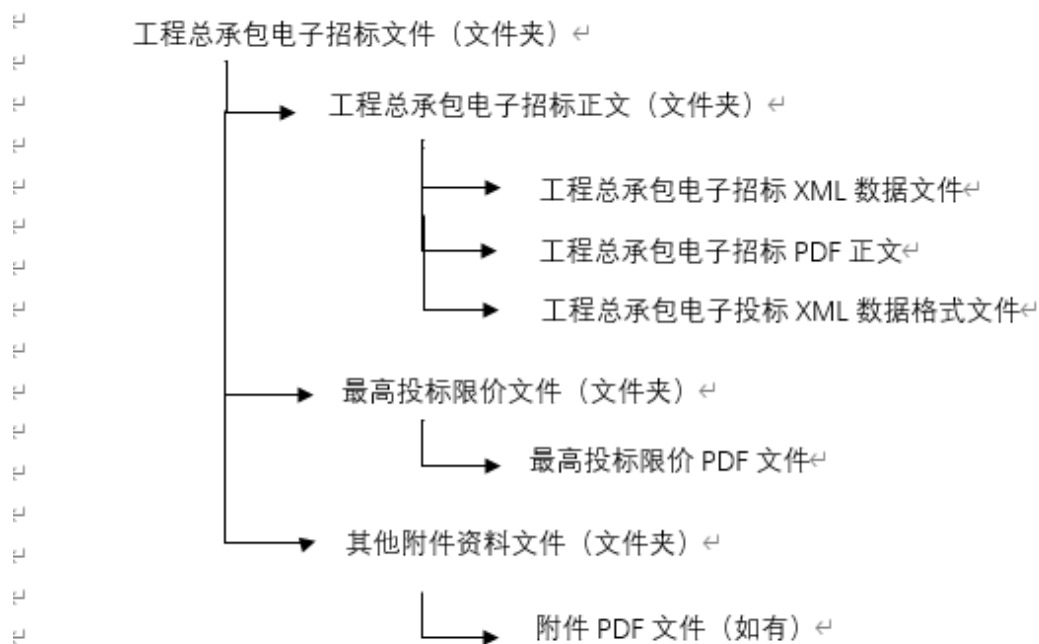 工程总承包电子招标文件（文件夹）
工程总承包电子招标正文（文件夹）
工程总承包电子招标 XML 数据文件
工程总承包电子招标 PDF 正文
工程总承包电子投标 XML 数据格式文件
最高投标限价文件（文件夹）
最高投标限价 PDF 文件
其他附件资料文件（文件夹）
附件 PDF 文件（如有）